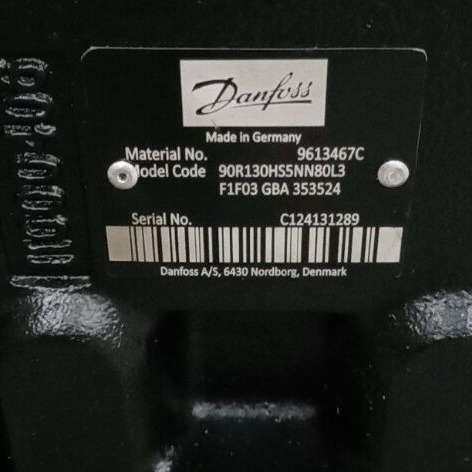 Danfoss
Made in Germany
Material No. 9613467C
Model Code 90R130HS5NN80L3
F1F03 GBA 353524
Serial No. C124131289
Danfoss A/S, 6430 Nordborg, Denmark